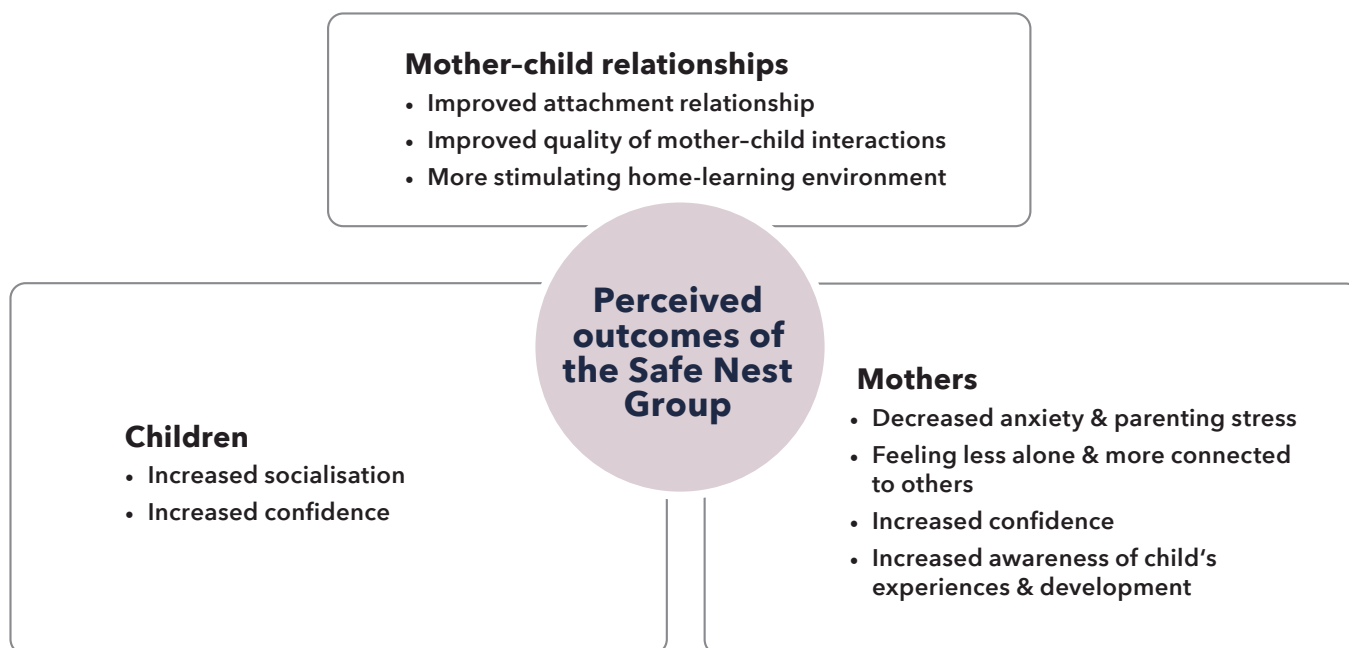 Mother–child relationships
• Improved attachment relationship
• Improved quality of mother–child interactions
• More stimulating home-learning environment
Perceived
outcomes of
the Safe Nest
Group
Children
• Increased socialisation
• Increased confidence
Mothers
• Decreased anxiety & parenting stress
• Feeling less alone & more connected
to others
• Increased confidence
• Increased awareness of child’s
experiences & development